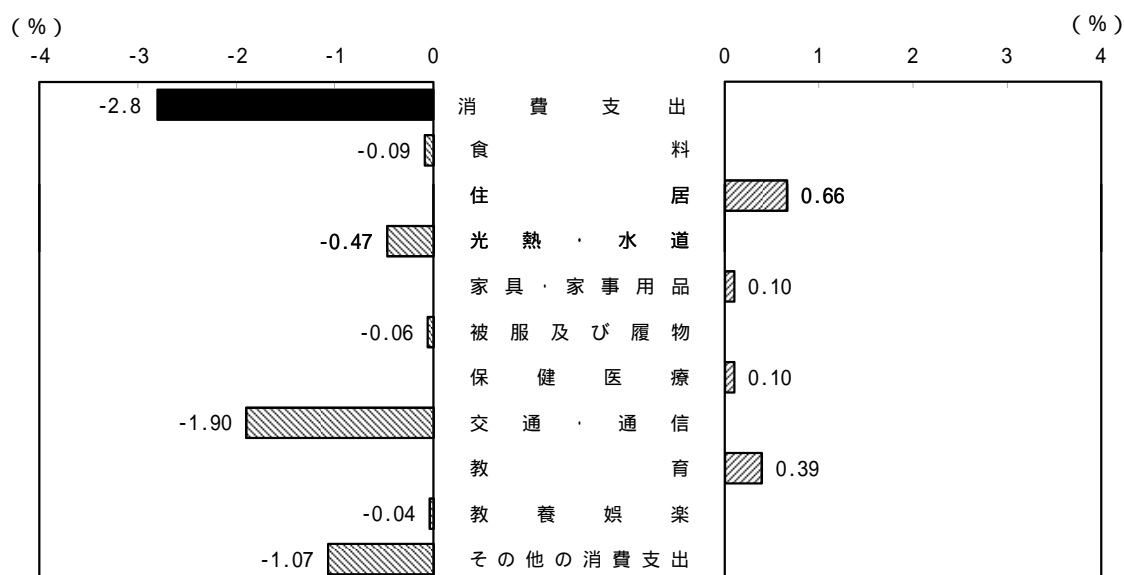 (%) (%)
-4 -3 -2 -1 0 0 1 2 3 4
-2.8 消費支出
-0.09 食料
住居 0.66
-0.47 光熱・水道
家具・家事用品 0.10
-0.06 被服及び履物
保健医療 0.10
-1.90 交通・通信
教育 0.39
-0.04 教養娯楽
-1.07 その他の消費支出